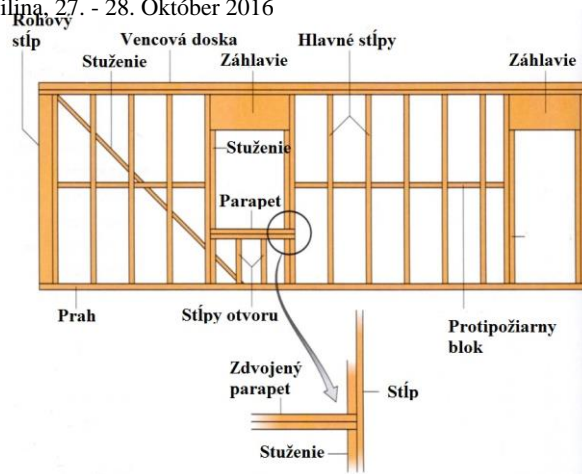 ilina, 27. - 28. Október 2016
Rohový
stĺp
Vencová doska
Hlavné stĺpy
Stuženie
Záhlavie
Záhlavie
Stuženie
Parapet
Prah
Stĺpy otvoru
Protipožiarny
blok
Zdvojený
parapet
Stĺp
Stuženie